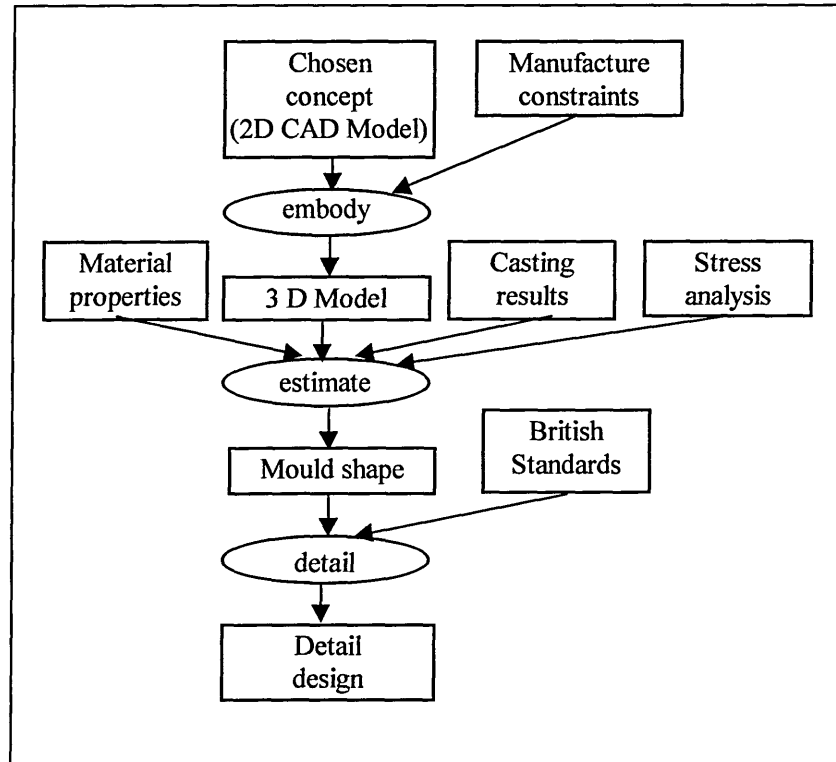 Chosen
concept
(2D CAD Model)
Manufacture
constraints
embody
Material
properties
3 D Model
Casting
results
Stress
analysis
estimate
Mould shape
British
Standards
detail
Detail
design